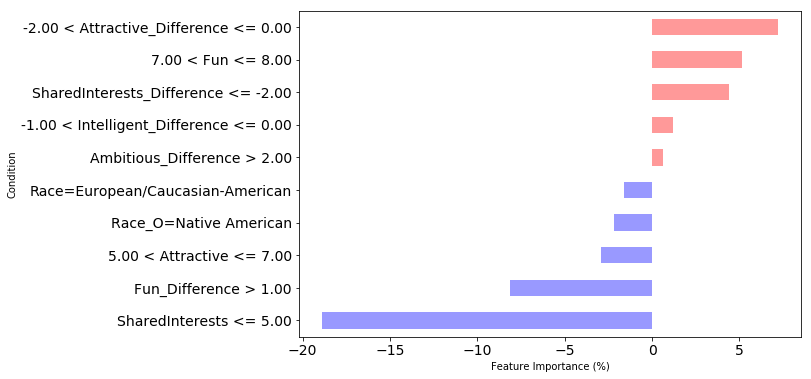 -2.00 < Attractive_Difference <= 0.00
7.00 < Fun <= 8.00
SharedInterests_Difference <= -2.00
-1.00 < Intelligent_Difference <= 0.00
Ambitious_Difference > 2.00
Race=European/Caucasian-American
Race_O=Native American
5.00 < Attractive <= 7.00
Fun_Difference > 1.00
SharedInterests <= 5.00
Condition
−20 −15 −10 −5 0 5
Feature Importance (%)